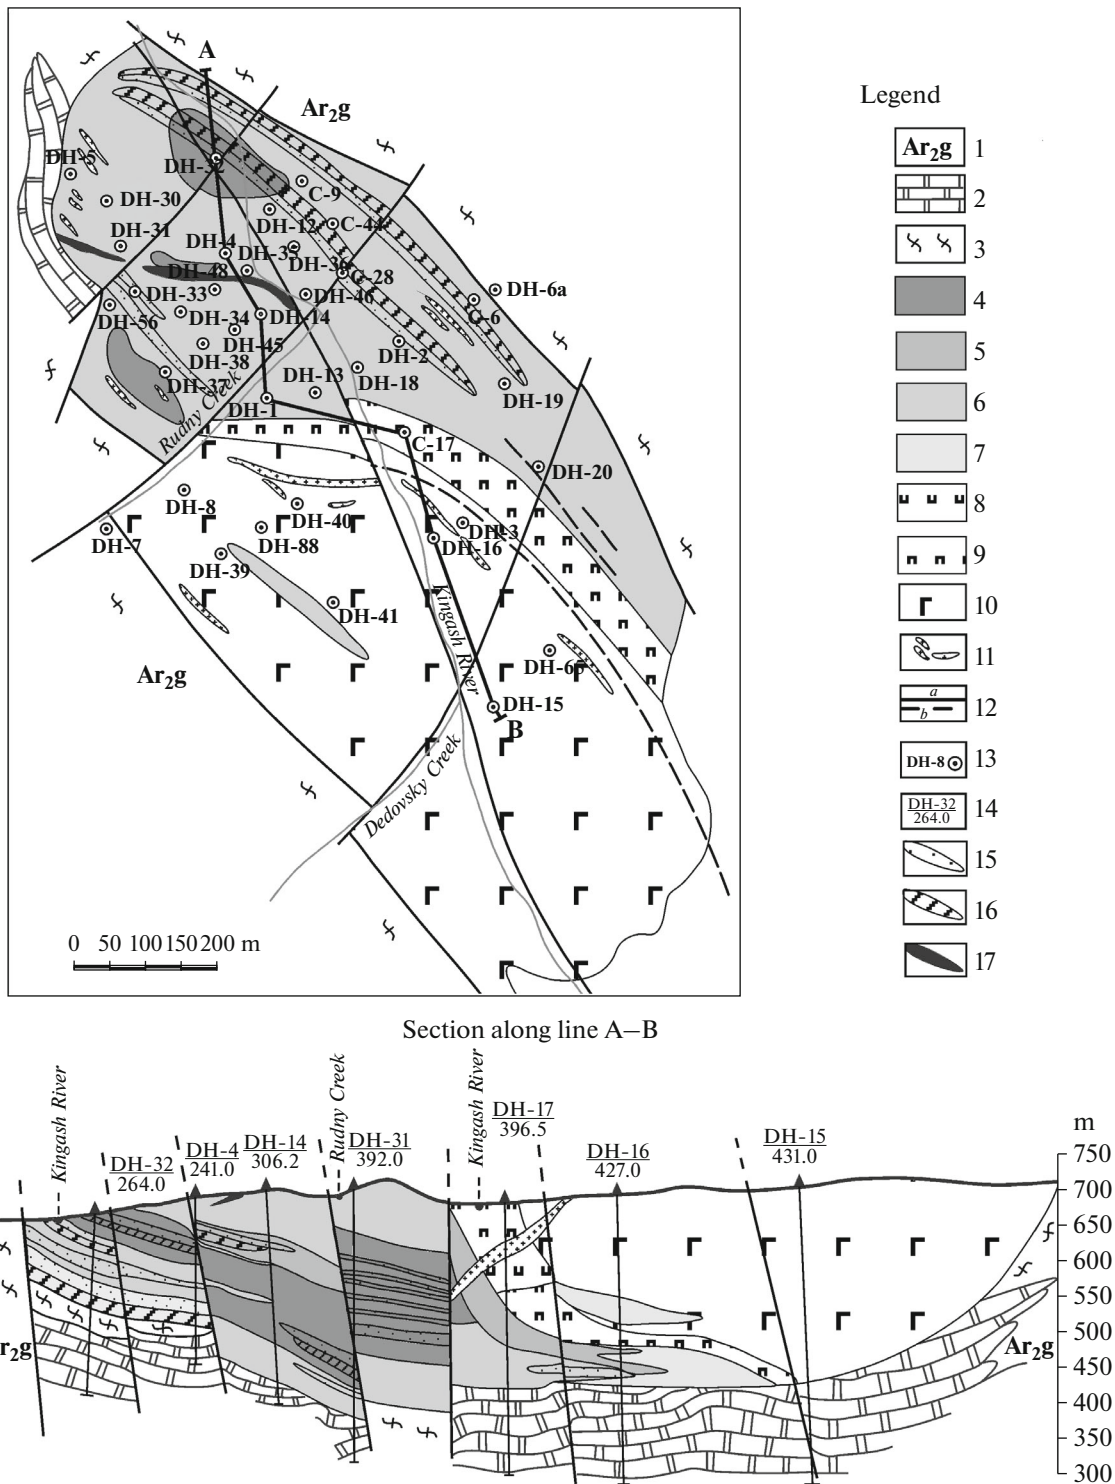 A
Ar₂g
DH-5
DH-32
C-9
DH-30
DH-12
C-44
DH-31
DH-4
DH-35
DH-36
C-28
DH-48
DH-6a
DH-33
DH-46
C-6
DH-56
DH-34
DH-14
DH-45
DH-2
DH-38
DH-18
DH-37
DH-13
DH-19
Rudny Creek
DH-1
C-17
DH-20
DH-8
DH-40
DH-3
DH-7
DH-88
DH-16
DH-39
Kingash River
DH-41
DH-65
Ar₂g
DH-15
B
Dedovsky Creek
0 50 100 150 200 m
Legend
Ar₂g 1
2
3
4
5
6
7
8
9
10
11
a
b
12
DH-8 13
DH-32
264.0
14
15
16
17
Section along line A–B
Kingash River
DH-32
264.0
DH-4
241.0
DH-14
306.2
Rudny Creek
DH-31
392.0
Kingash River
DH-17
396.5
DH-16
427.0
DH-15
431.0
m
750
700
650
600
550
500
450
400
350
300
r₂g
Ar₂g